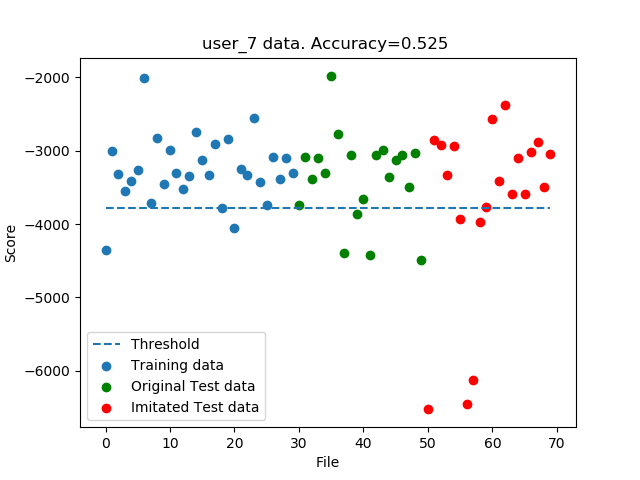 user_7 data. Accuracy=0.525
Score
−2000
−3000
−4000
−5000
−6000
Threshold
Training data
Original Test data
Imitated Test data
0 10 20 30 40 50 60 70
File